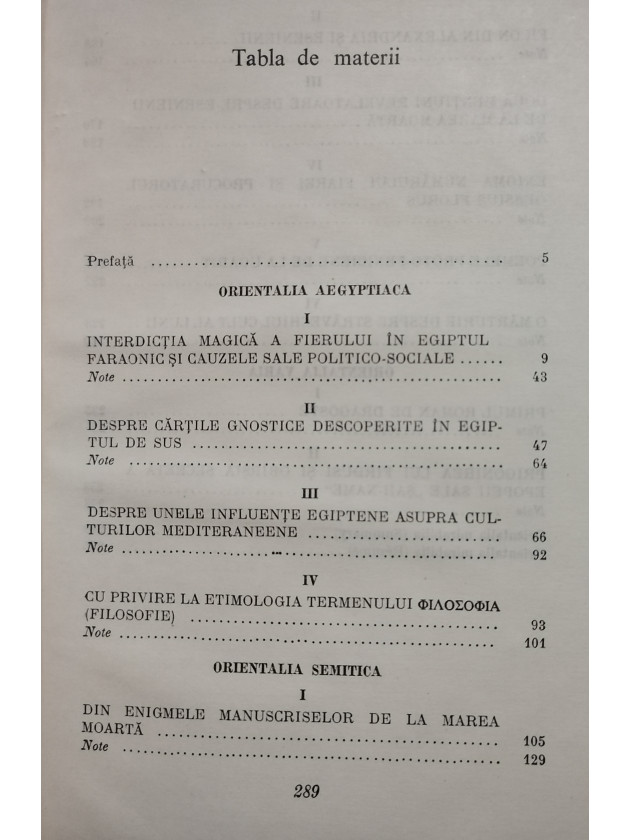 Tabla de materii
Prefață ................................................ 5
ORIENTALIA AEGYPTIACA
I
INTERDICȚIA MAGICĂ A FIERULUI ÎN EGIPTUL
FARAONIC ȘI CAUZELE SALE POLITICO-SOCIALE ...... 9
Note ................................................ 43
II
DESPRE CĂRȚILE GNOSTICE DESCOPERITE ÎN EGIP-
TUL DE SUS ................................................ 47
Note ................................................ 64
III
DESPRE UNELE INFLUENȚE EGIPTENE ASUPRA CUL-
TURILOR MEDITERANEENE ................................ 66
Note ................................................ 92
IV
CU PRIVIRE LA ETIMOLOGIA TERMENULUI ΦΙΛΟΣΟΦΙΑ
(FILOSOFIE) ................................................ 93
Note ................................................ 101
ORIENTALIA SEMITICA
I
DIN ENIGMELE MANUSCRISELOR DE LA MAREA
MOARTĂ ................................................ 105
Note ................................................ 129
289